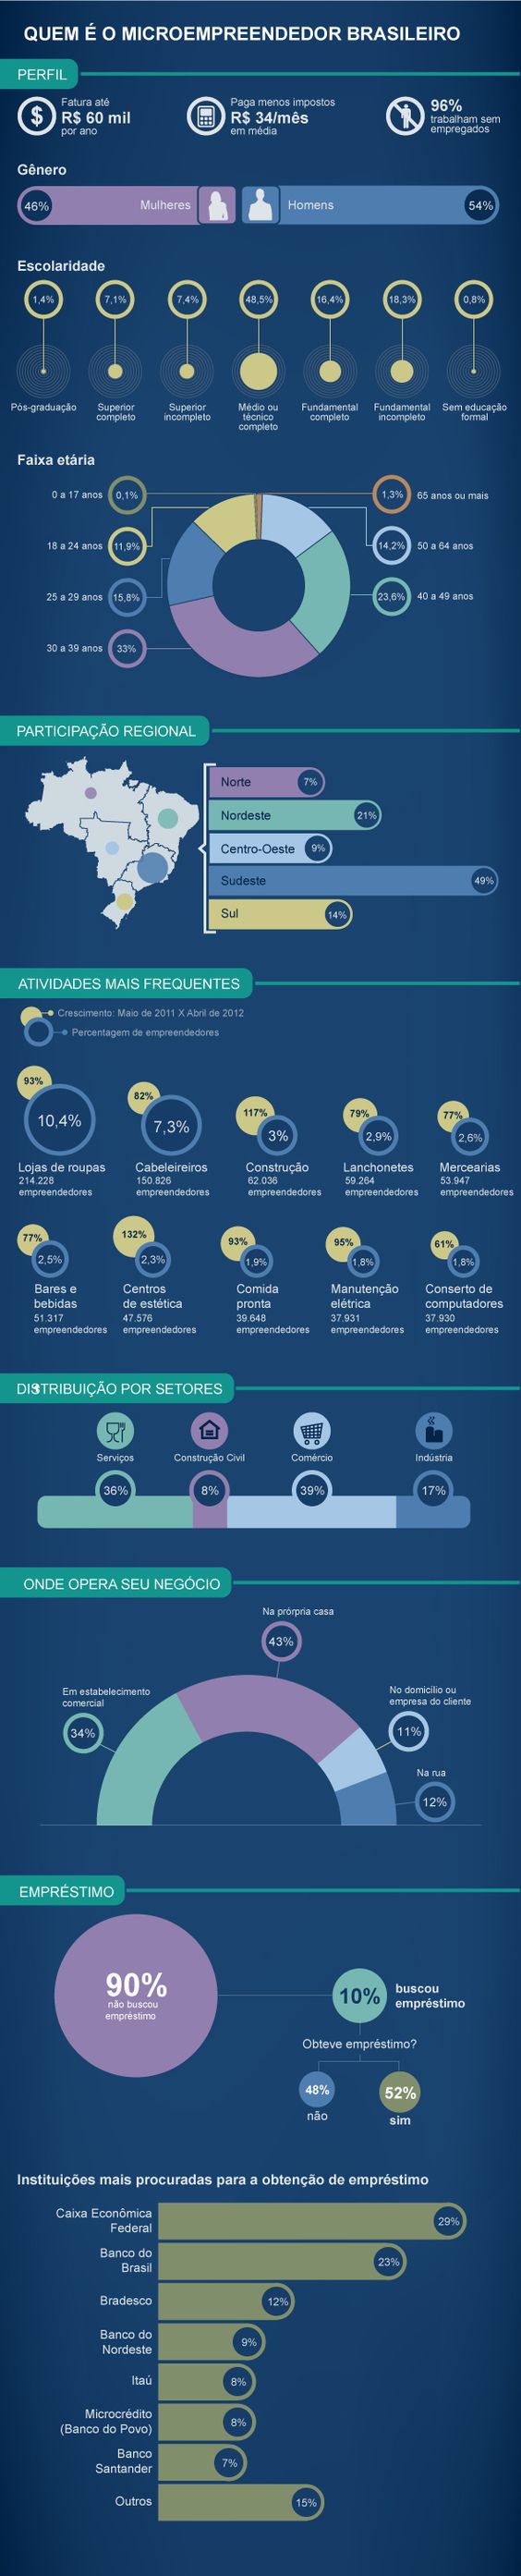 QUEM É O MICROEMPREENDEDOR BRASILEIRO
PERFIL
$
Fatura até
R$ 60 mil
por ano
Paga menos impostos
R$ 34/mês
em média
96%
trabalham sem
empregados
Gênero
46%
Mulheres
Homens
54%
Escolaridade
1,4%
7,1%
7,4%
48,5%
16,4%
18,3%
0,8%
Pós-graduação
Superior
completo
Superior
incompleto
Médio ou
técnico
completo
Fundamental
completo
Fundamental
incompleto
Sem educação
formal
Faixa etária
0 a 17 anos
0,1%
18 a 24 anos
11,9%
25 a 29 anos
15,8%
30 a 39 anos
33%
1,3%
65 anos ou mais
14,2%
50 a 64 anos
23,6%
40 a 49 anos
PARTICIPAÇÃO REGIONAL
Norte
7%
Nordeste
21%
Centro-Oeste
9%
Sudeste
49%
Sul
14%
ATIVIDADES MAIS FREQUENTES
Crescimento: Maio de 2011 X Abril de 2012
Percentagem de empreendedores
93%
10,4%
Lojas de roupas
214.228
empreendedores
82%
7,3%
Cabeleireiros
150.826
empreendedores
117%
3%
Construção
62.036
empreendedores
79%
2,9%
Lanchonetes
59.264
empreendedores
77%
2,6%
Mercearias
53.947
empreendedores
77%
2,5%
Bares e
bebidas
51.317
empreendedores
132%
2,3%
Centros
de estética
47.576
empreendedores
93%
1,9%
Comida
pronta
39.648
empreendedores
95%
1,8%
Manutenção
elétrica
37.931
empreendedores
61%
1,8%
Conserto de
computadores
37.930
empreendedores
DISTRIBUIÇÃO POR SETORES
Serviços
Construção Civil
Comércio
Indústria
36%
8%
39%
17%
ONDE OPERA SEU NEGÓCIO
Na prórpria casa
43%
Em estabelecimento
comercial
34%
No domicílio ou
empresa do cliente
11%
Na rua
12%
EMPRÉSTIMO
90%
não buscou
empréstimo
10%
buscou
empréstimo
Obteve empréstimo?
48%
não
52%
sim
Instituições mais procuradas para a obtenção de empréstimo
Caixa Econômica
Federal
29%
Banco do
Brasil
23%
Bradesco
12%
Banco do
Nordeste
9%
Itaú
8%
Microcrédito
(Banco do Povo)
8%
Banco
Santander
7%
Outros
15%